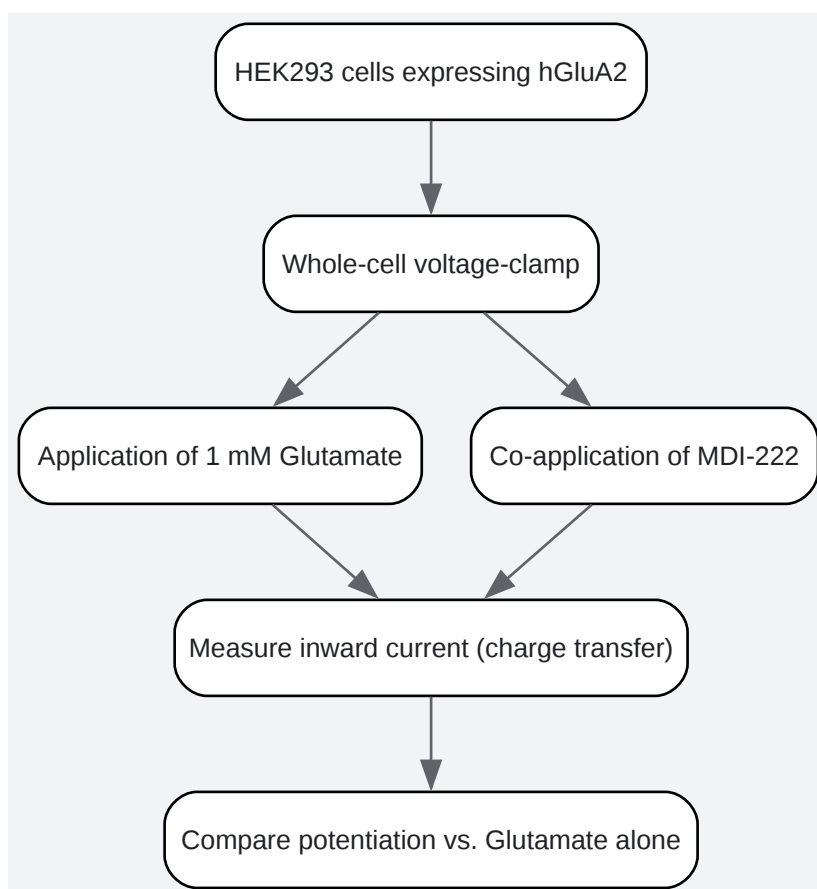 HEK293 cells expressing hGluA2
Whole-cell voltage-clamp
Application of 1 mM Glutamate
Co-application of MDI-222
Measure inward current (charge transfer)
Compare potentiation vs. Glutamate alone